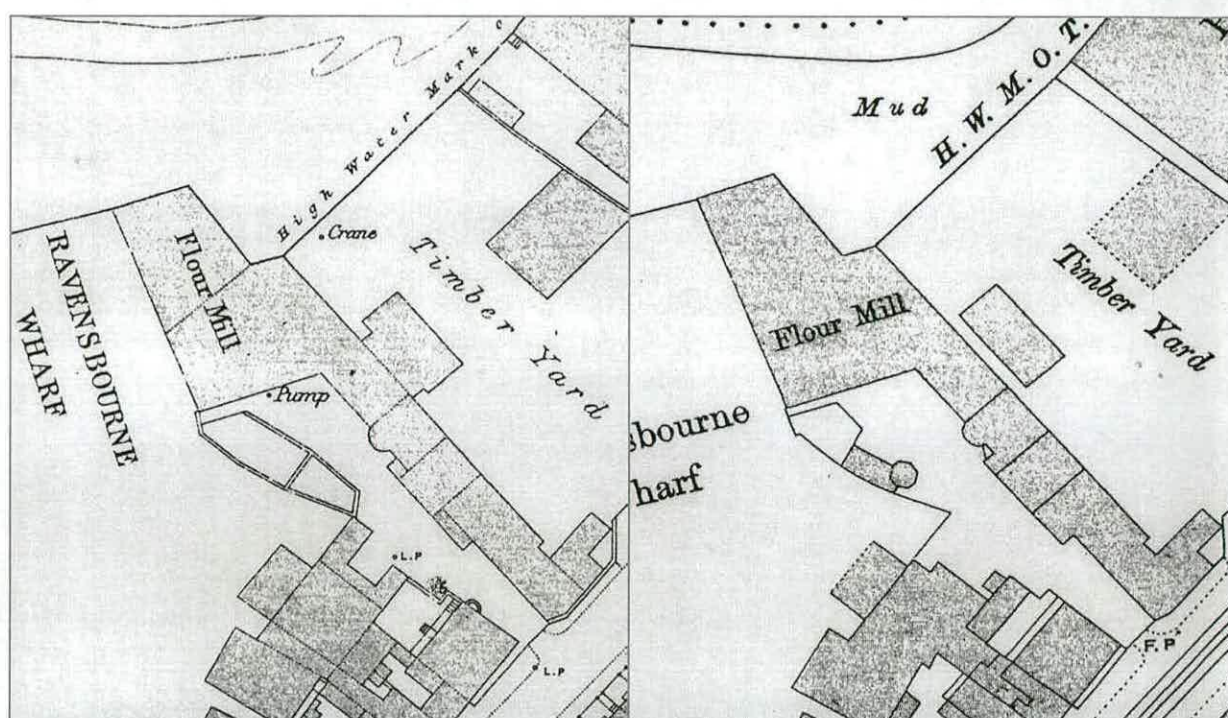 High Water Mark o
Crane
RAVENSBOURNE
WHARF
Flour Mill
Timber Yard
Pump
L.P
L.P
Mud
H. W. M. O. T.
Timber Yard
Flour Mill
sbourne
harf
F.P